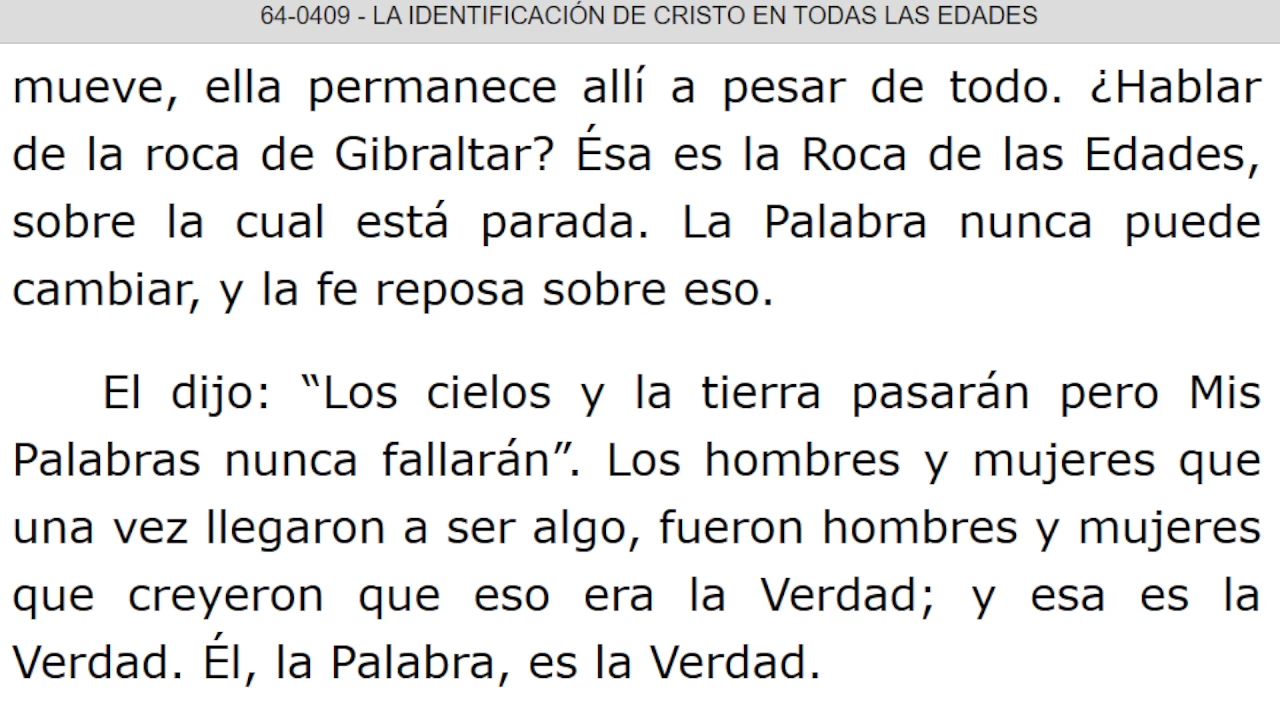 64-0409 - LA IDENTIFICACIÓN DE CRISTO EN TODAS LAS EDADES
mueve, ella permanece allí a pesar de todo. ¿Hablar
de la roca de Gibraltar? Ésa es la Roca de las Edades,
sobre la cual está parada. La Palabra nunca puede
cambiar, y la fe reposa sobre eso.
El dijo: “Los cielos y la tierra pasarán pero Mis
Palabras nunca fallarán”. Los hombres y mujeres que
una vez llegaron a ser algo, fueron hombres y mujeres
que creyeron que eso era la Verdad; y esa es la
Verdad. Él, la Palabra, es la Verdad.